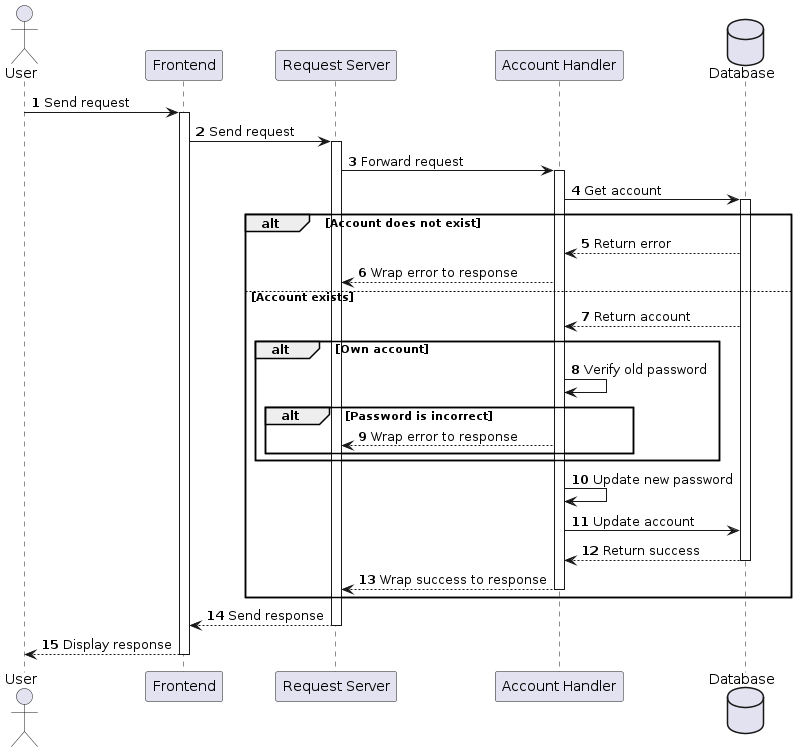 User
Frontend
Request Server
Account Handler
Database
1 Send request
2 Send request
3 Forward request
4 Get account
alt [Account does not exist]
5 Return error
6 Wrap error to response
[Account exists]
7 Return account
alt [Own account]
8 Verify old password
alt [Password is incorrect]
9 Wrap error to response
10 Update new password
11 Update account
12 Return success
13 Wrap success to response
14 Send response
15 Display response
User
Frontend
Request Server
Account Handler
Database